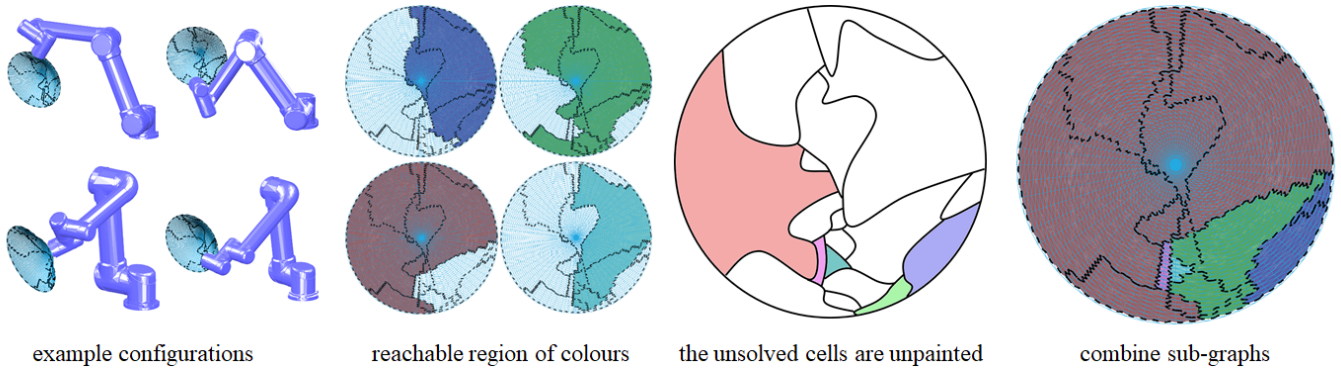 example configurations
reachable region of colours
the unsolved cells are unpainted
combine sub-graphs